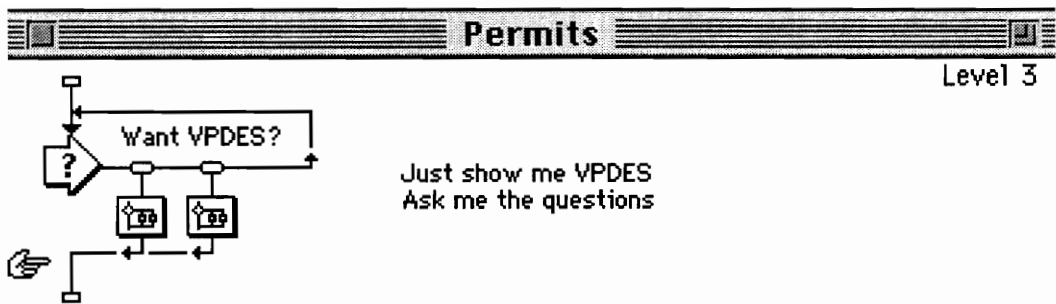 Permits
Level 3
Want VPDES?
?
Just show me VPDES
Ask me the questions